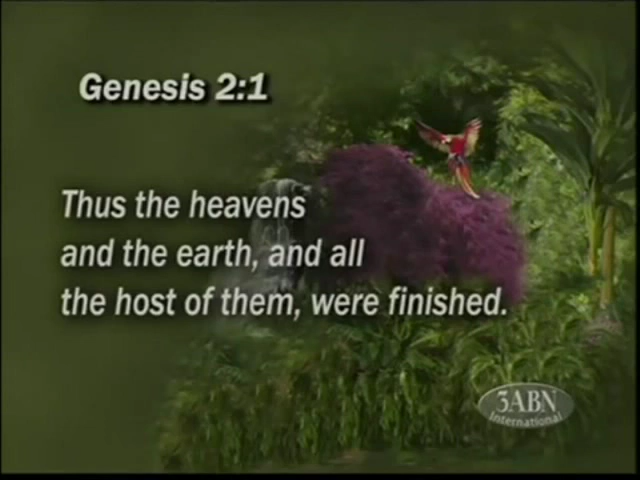 Genesis 2:1
Thus the heavens
and the earth, and all
the host of them, were finished.
3ABN
International